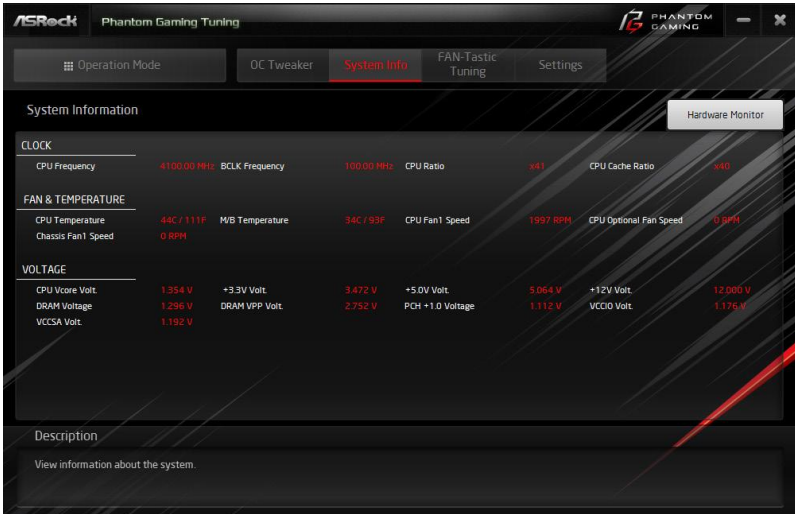 ASRock Phantom Gaming Tuning PHANTOM GAMING
Operation Mode OC Tweaker System Info FAN-Tastic Tuning Settings
System Information Hardware Monitor
CLOCK
CPU Frequency 4100.00 MHz BCLK Frequency 100.00 MHz CPU Ratio x41 CPU Cache Ratio x40
FAN & TEMPERATURE
CPU Temperature 44C / 111F M/B Temperature 34C / 93F CPU Fan1 Speed 1997 RPM CPU Optional Fan Speed 0 RPM
Chassis Fan1 Speed 0 RPM
VOLTAGE
CPU Vcore Volt. 1.354 V +3.3V Volt. 3.472 V +5.0V Volt. 5.064 V +12V Volt. 12.000 V
DRAM Voltage 1.296 V DRAM VPP Volt. 2.752 V PCH +1.0 Voltage 1.112 V VCCIO Volt. 1.176 V
VCCSA Volt. 1.192 V
Description
View information about the system.